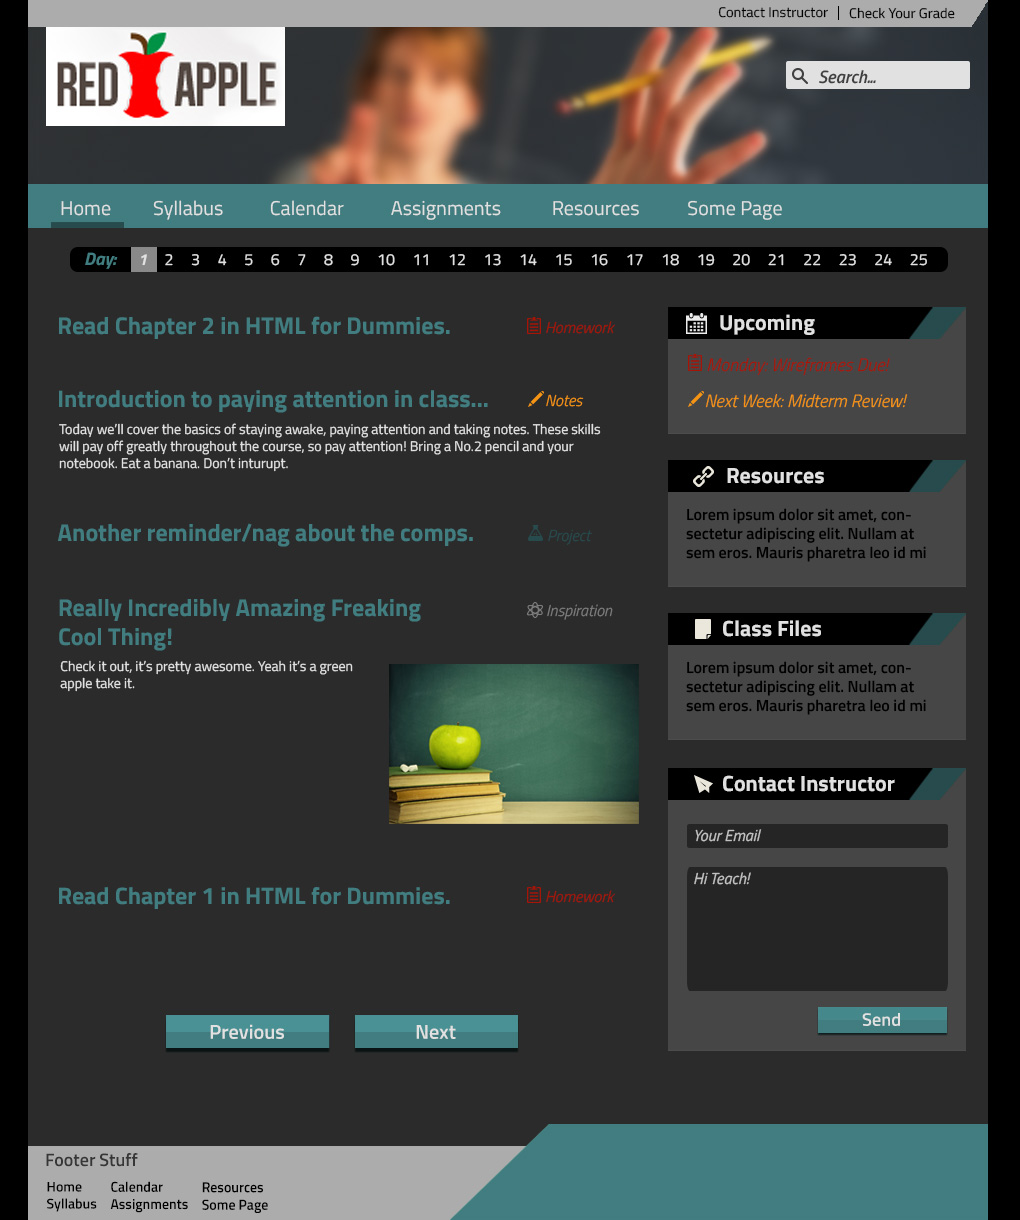 Contact Instructor | Check Your Grade
RED APPLE
Search...
Home Syllabus Calendar Assignments Resources Some Page
Day: 1 2 3 4 5 6 7 8 9 10 11 12 13 14 15 16 17 18 19 20 21 22 23 24 25
Read Chapter 2 in HTML for Dummies.
Homework
Introduction to paying attention in class...
Notes
Today we'll cover the basics of staying awake, paying attention and taking notes. These skills
will pay off greatly throughout the course, so pay attention! Bring a No.2 pencil and your
notebook. Eat a banana. Don't inturupt.
Another reminder/nag about the comps.
Project
Really Incredibly Amazing Freaking
Cool Thing!
Inspiration
Check it out, it's pretty awesome. Yeah it's a green
apple take it.
Read Chapter 1 in HTML for Dummies.
Homework
Previous
Next
Upcoming
Monday: Wireframes Due!
Next Week: Midterm Review!
Resources
Lorem ipsum dolor sit amet, con-
sectetur adipiscing elit. Nullam at
sem eros. Mauris pharetra leo id mi
Class Files
Lorem ipsum dolor sit amet, con-
sectetur adipiscing elit. Nullam at
sem eros. Mauris pharetra leo id mi
Contact Instructor
Your Email
Hi Teach!
Send
Footer Stuff
Home Calendar Resources
Syllabus Assignments Some Page